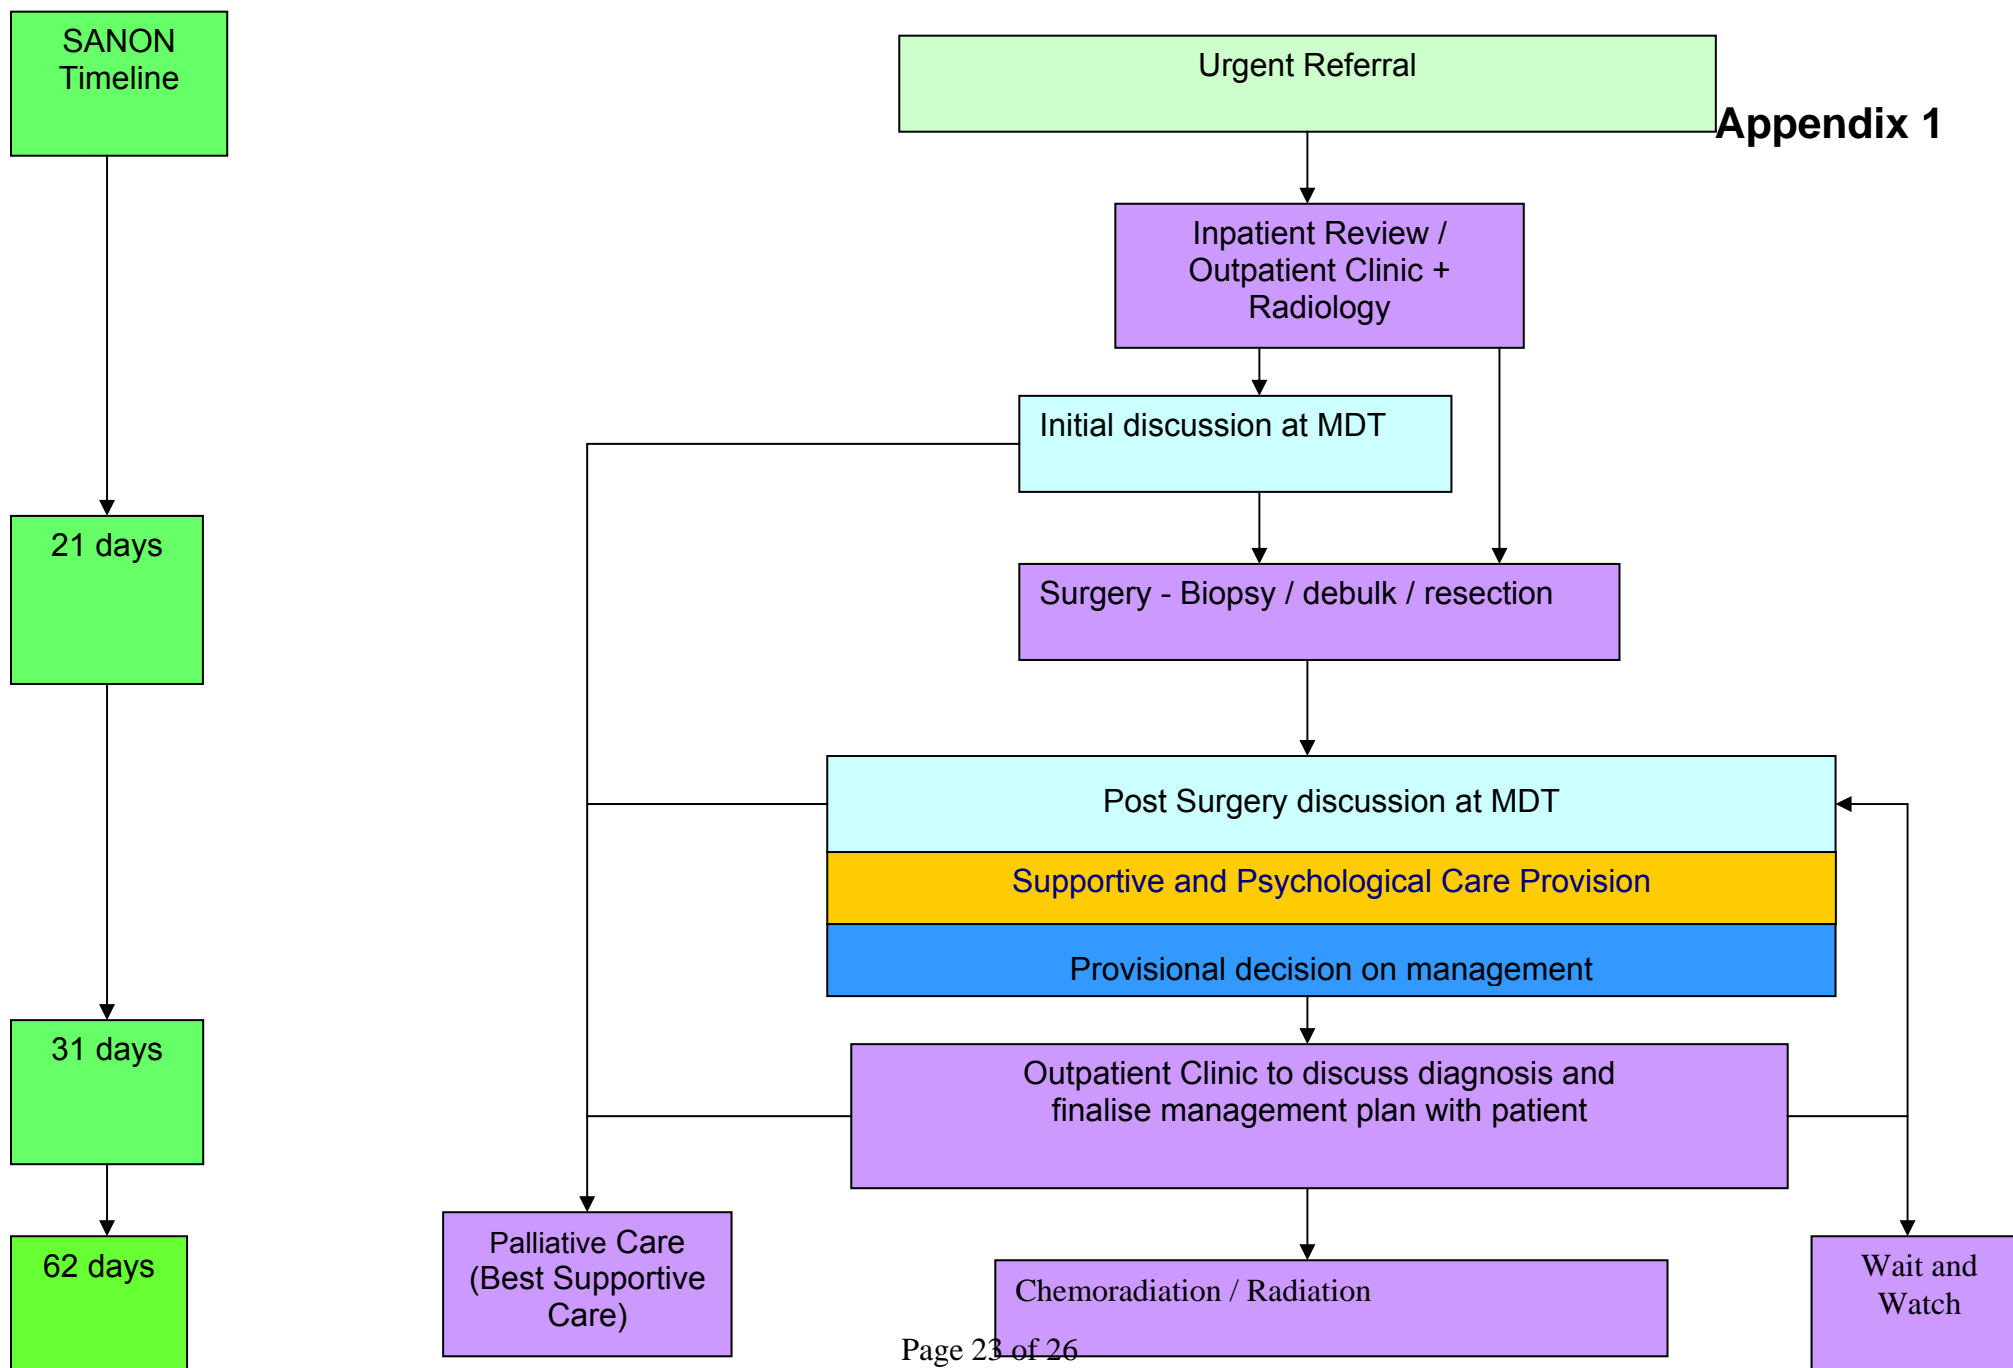 SANON
Timeline
Urgent Referral
Appendix 1
Inpatient Review /
Outpatient Clinic +
Radiology
Initial discussion at MDT
21 days
Surgery - Biopsy / debulk / resection
Post Surgery discussion at MDT
Supportive and Psychological Care Provision
Provisional decision on management
31 days
Outpatient Clinic to discuss diagnosis and
finalise management plan with patient
62 days
Palliative Care
(Best Supportive
Care)
Chemoradiation / Radiation
Wait and
Watch
Page 23 of 26